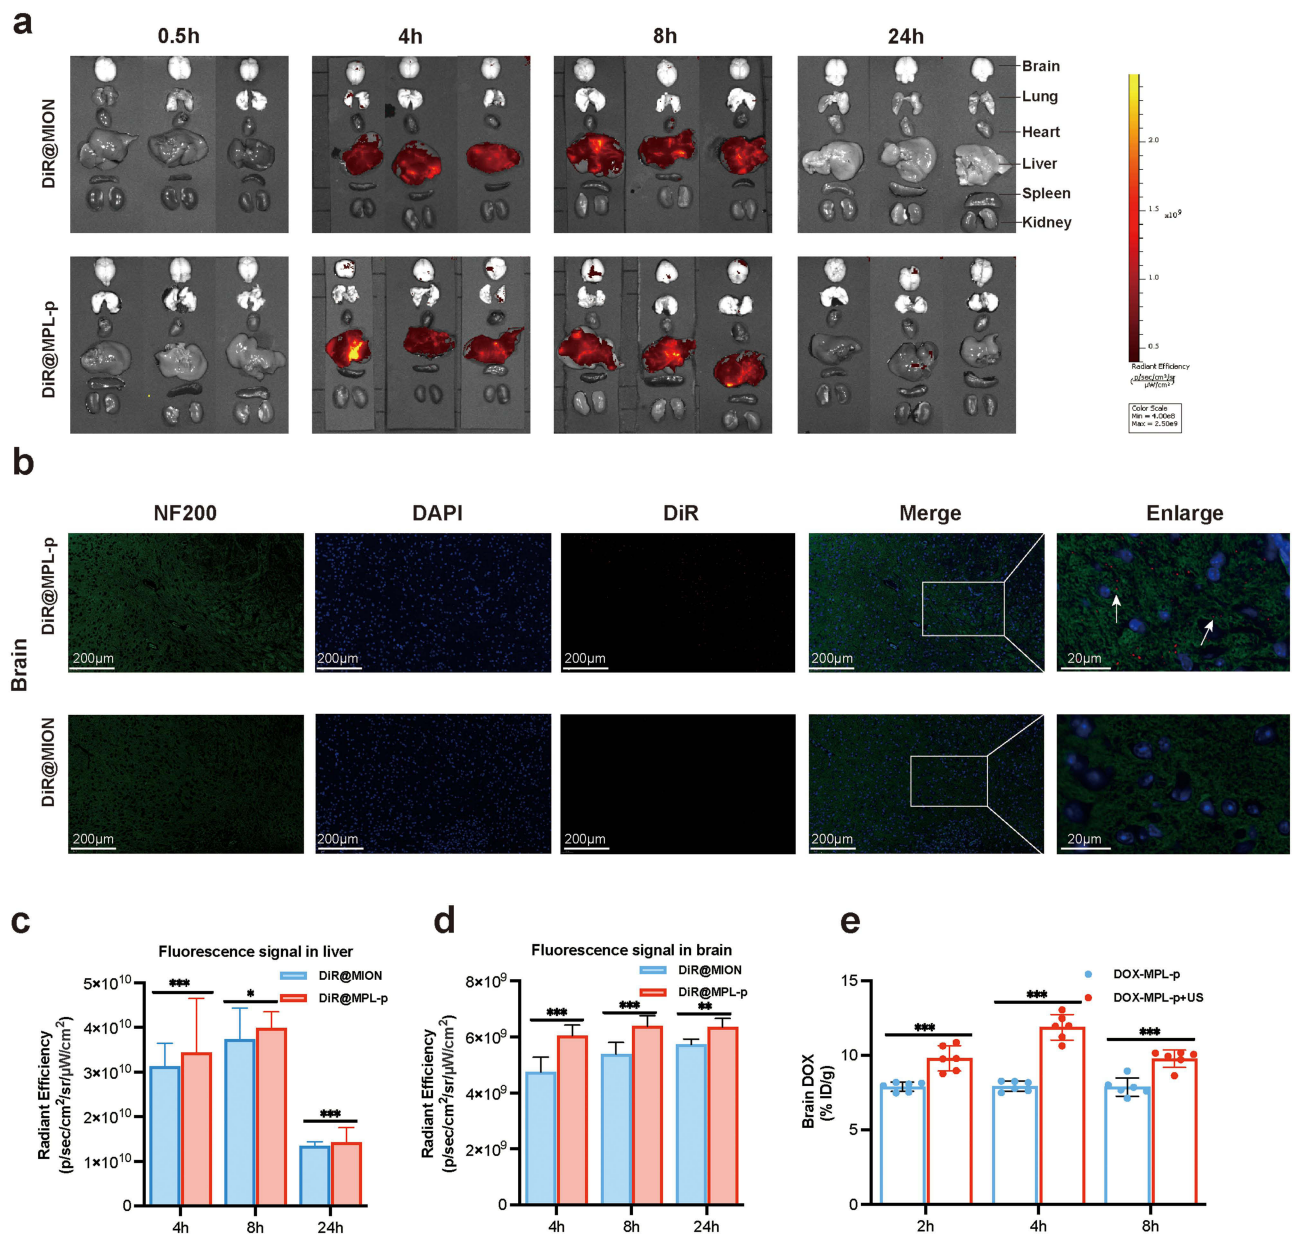 a
0.5h 4h 8h 24h
DiR@MION
Brain
Lung
Heart
Liver
Spleen
Kidney
DiR@MPL-p
2.0
1.5
x10⁹
1.0
0.5
Radiant Efficiency
(p/sec/cm²/sr
µW/cm²)
Color Scale
Min = 4.00e8
Max = 2.50e9
b
NF200 DAPI DiR Merge Enlarge
Brain
DiR@MPL-p
200µm 200µm 200µm 200µm 20µm
DiR@MION
200µm 200µm 200µm 200µm 20µm
c
Fluorescence signal in liver
DiR@MION
DiR@MPL-p
Radiant Efficiency
(p/sec/cm²/sr/µW/cm²)
5×10¹⁰
4×10¹⁰
3×10¹⁰
2×10¹⁰
1×10¹⁰
0
*** * ***
4h 8h 24h
d
Fluorescence signal in brain
DiR@MION
DiR@MPL-p
Radiant Efficiency
(p/sec/cm²/sr/µW/cm²)
8×10⁹
6×10⁹
4×10⁹
2×10⁹
0
*** *** **
4h 8h 24h
e
DOX-MPL-p
DOX-MPL-p+US
Brain DOX
(% ID/g)
15
10
5
0
*** *** ***
2h 4h 8h